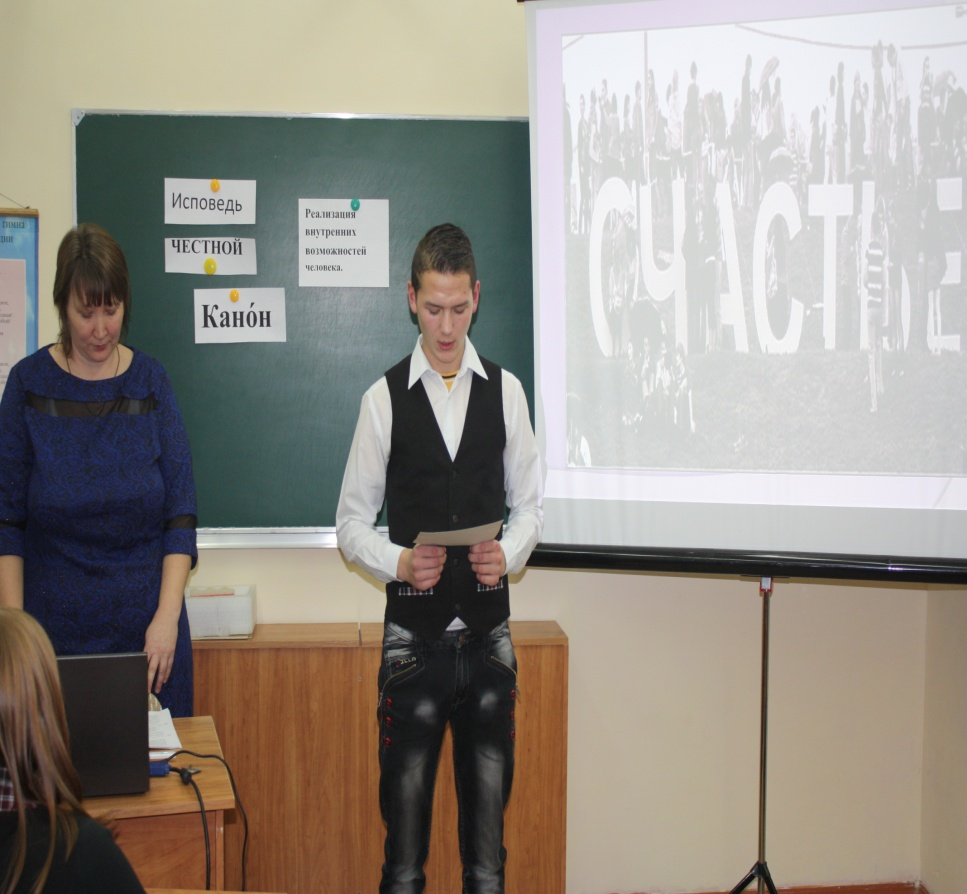 Исповедь
ЧЕСТНОЙ
Кано́н
Реализация
внутренних
возможностей
человека.
СЧАСТЬЕ